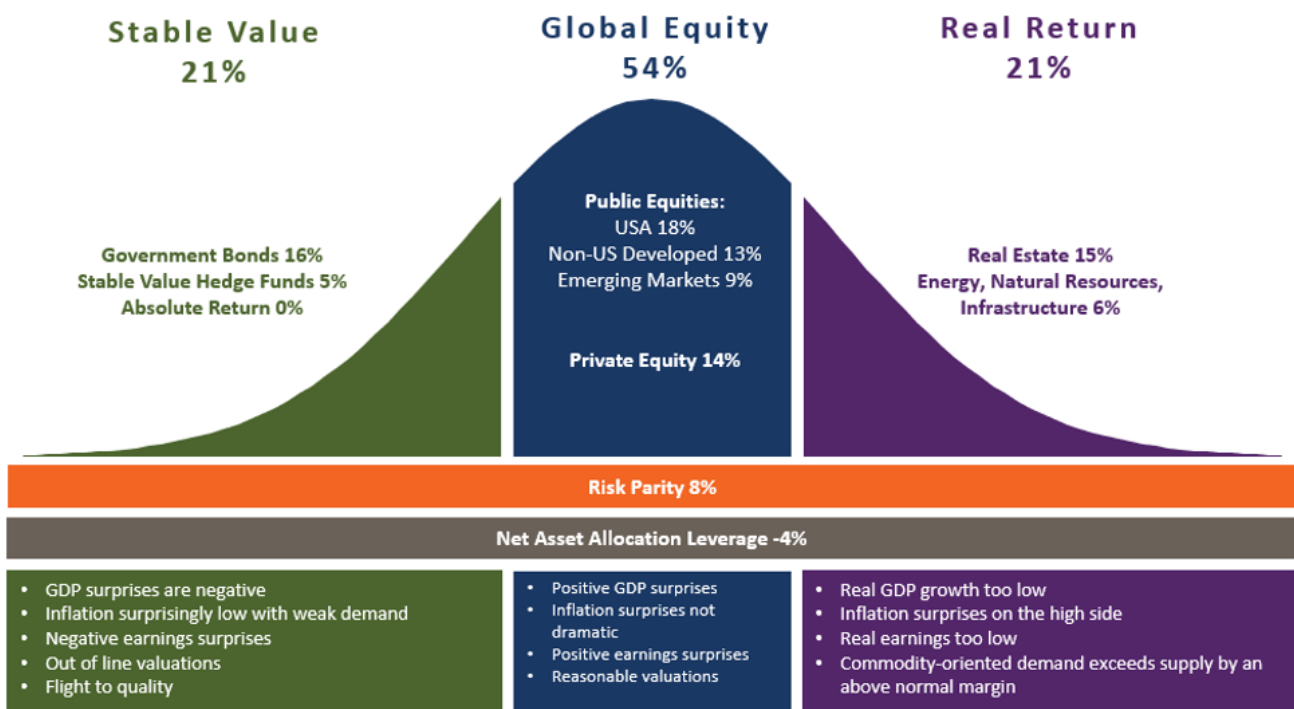 Stable Value
21%
Global Equity
54%
Real Return
21%
Government Bonds 16%
Stable Value Hedge Funds 5%
Absolute Return 0%
Public Equities:
USA 18%
Non-US Developed 13%
Emerging Markets 9%
Private Equity 14%
Real Estate 15%
Energy, Natural Resources,
Infrastructure 6%
Risk Parity 8%
Net Asset Allocation Leverage -4%
• GDP surprises are negative
• Inflation surprisingly low with weak demand
• Negative earnings surprises
• Out of line valuations
• Flight to quality
• Positive GDP surprises
• Inflation surprises not
dramatic
• Positive earnings surprises
• Reasonable valuations
• Real GDP growth too low
• Inflation surprises on the high side
• Real earnings too low
• Commodity-oriented demand exceeds supply by an
above normal margin